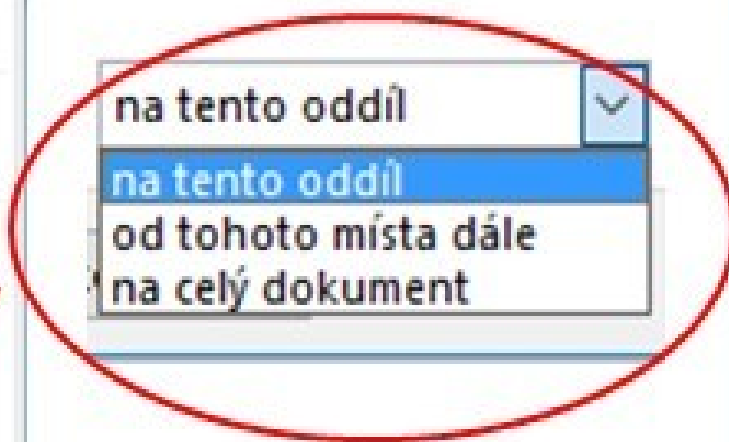 na tento oddíl
na tento oddíl
od tohoto místa dále
na celý dokument